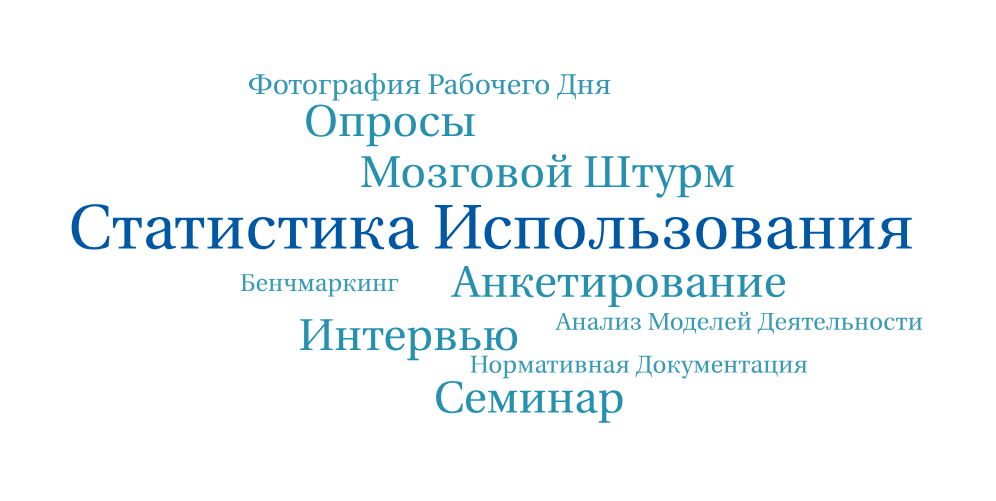 Фотография Рабочего Дня
Опросы
Мозговой Штурм
Статистика Использования
Бенчмаркинг
Анкетирование
Анализ Моделей Деятельности
Интервью
Нормативная Документация
Семинар